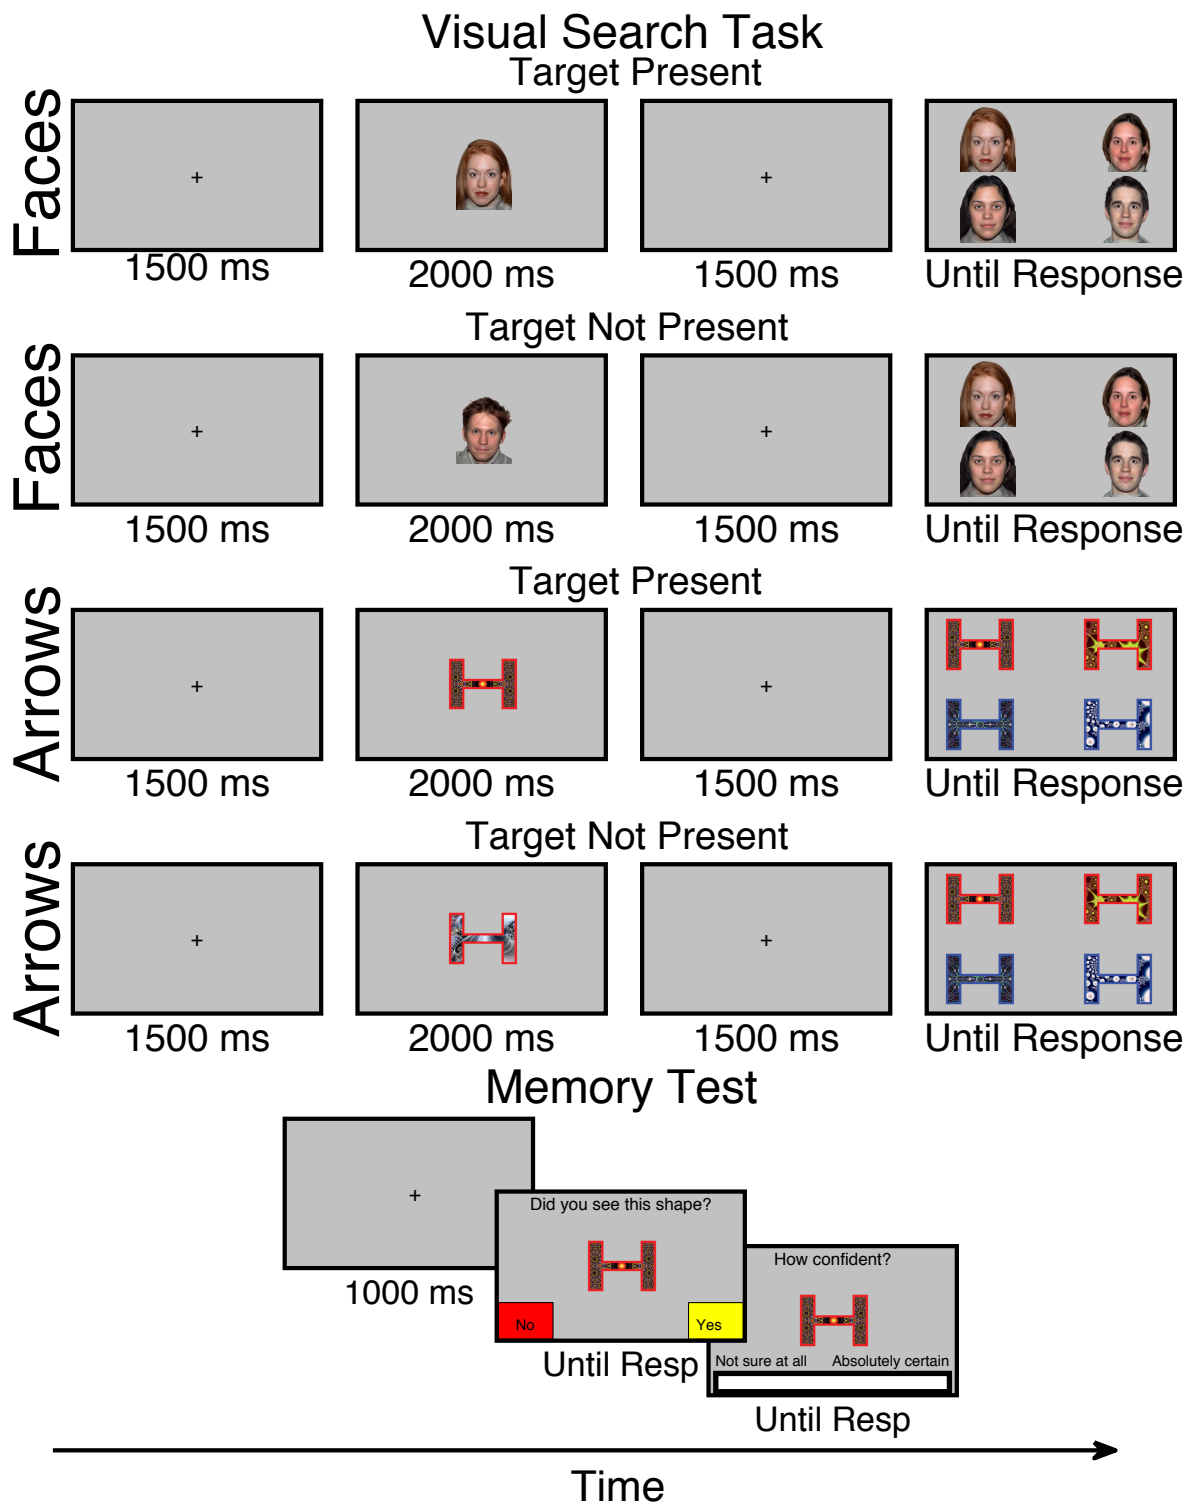 Visual Search Task
Target Present
Faces
1500 ms
2000 ms
1500 ms
Until Response
Target Not Present
Faces
1500 ms
2000 ms
1500 ms
Until Response
Target Present
Arrows
1500 ms
2000 ms
1500 ms
Until Response
Target Not Present
Arrows
1500 ms
2000 ms
1500 ms
Until Response
Memory Test
1000 ms
Did you see this shape?
No
Yes
Until Resp
How confident?
Not sure at all
Absolutely certain
Until Resp
Time